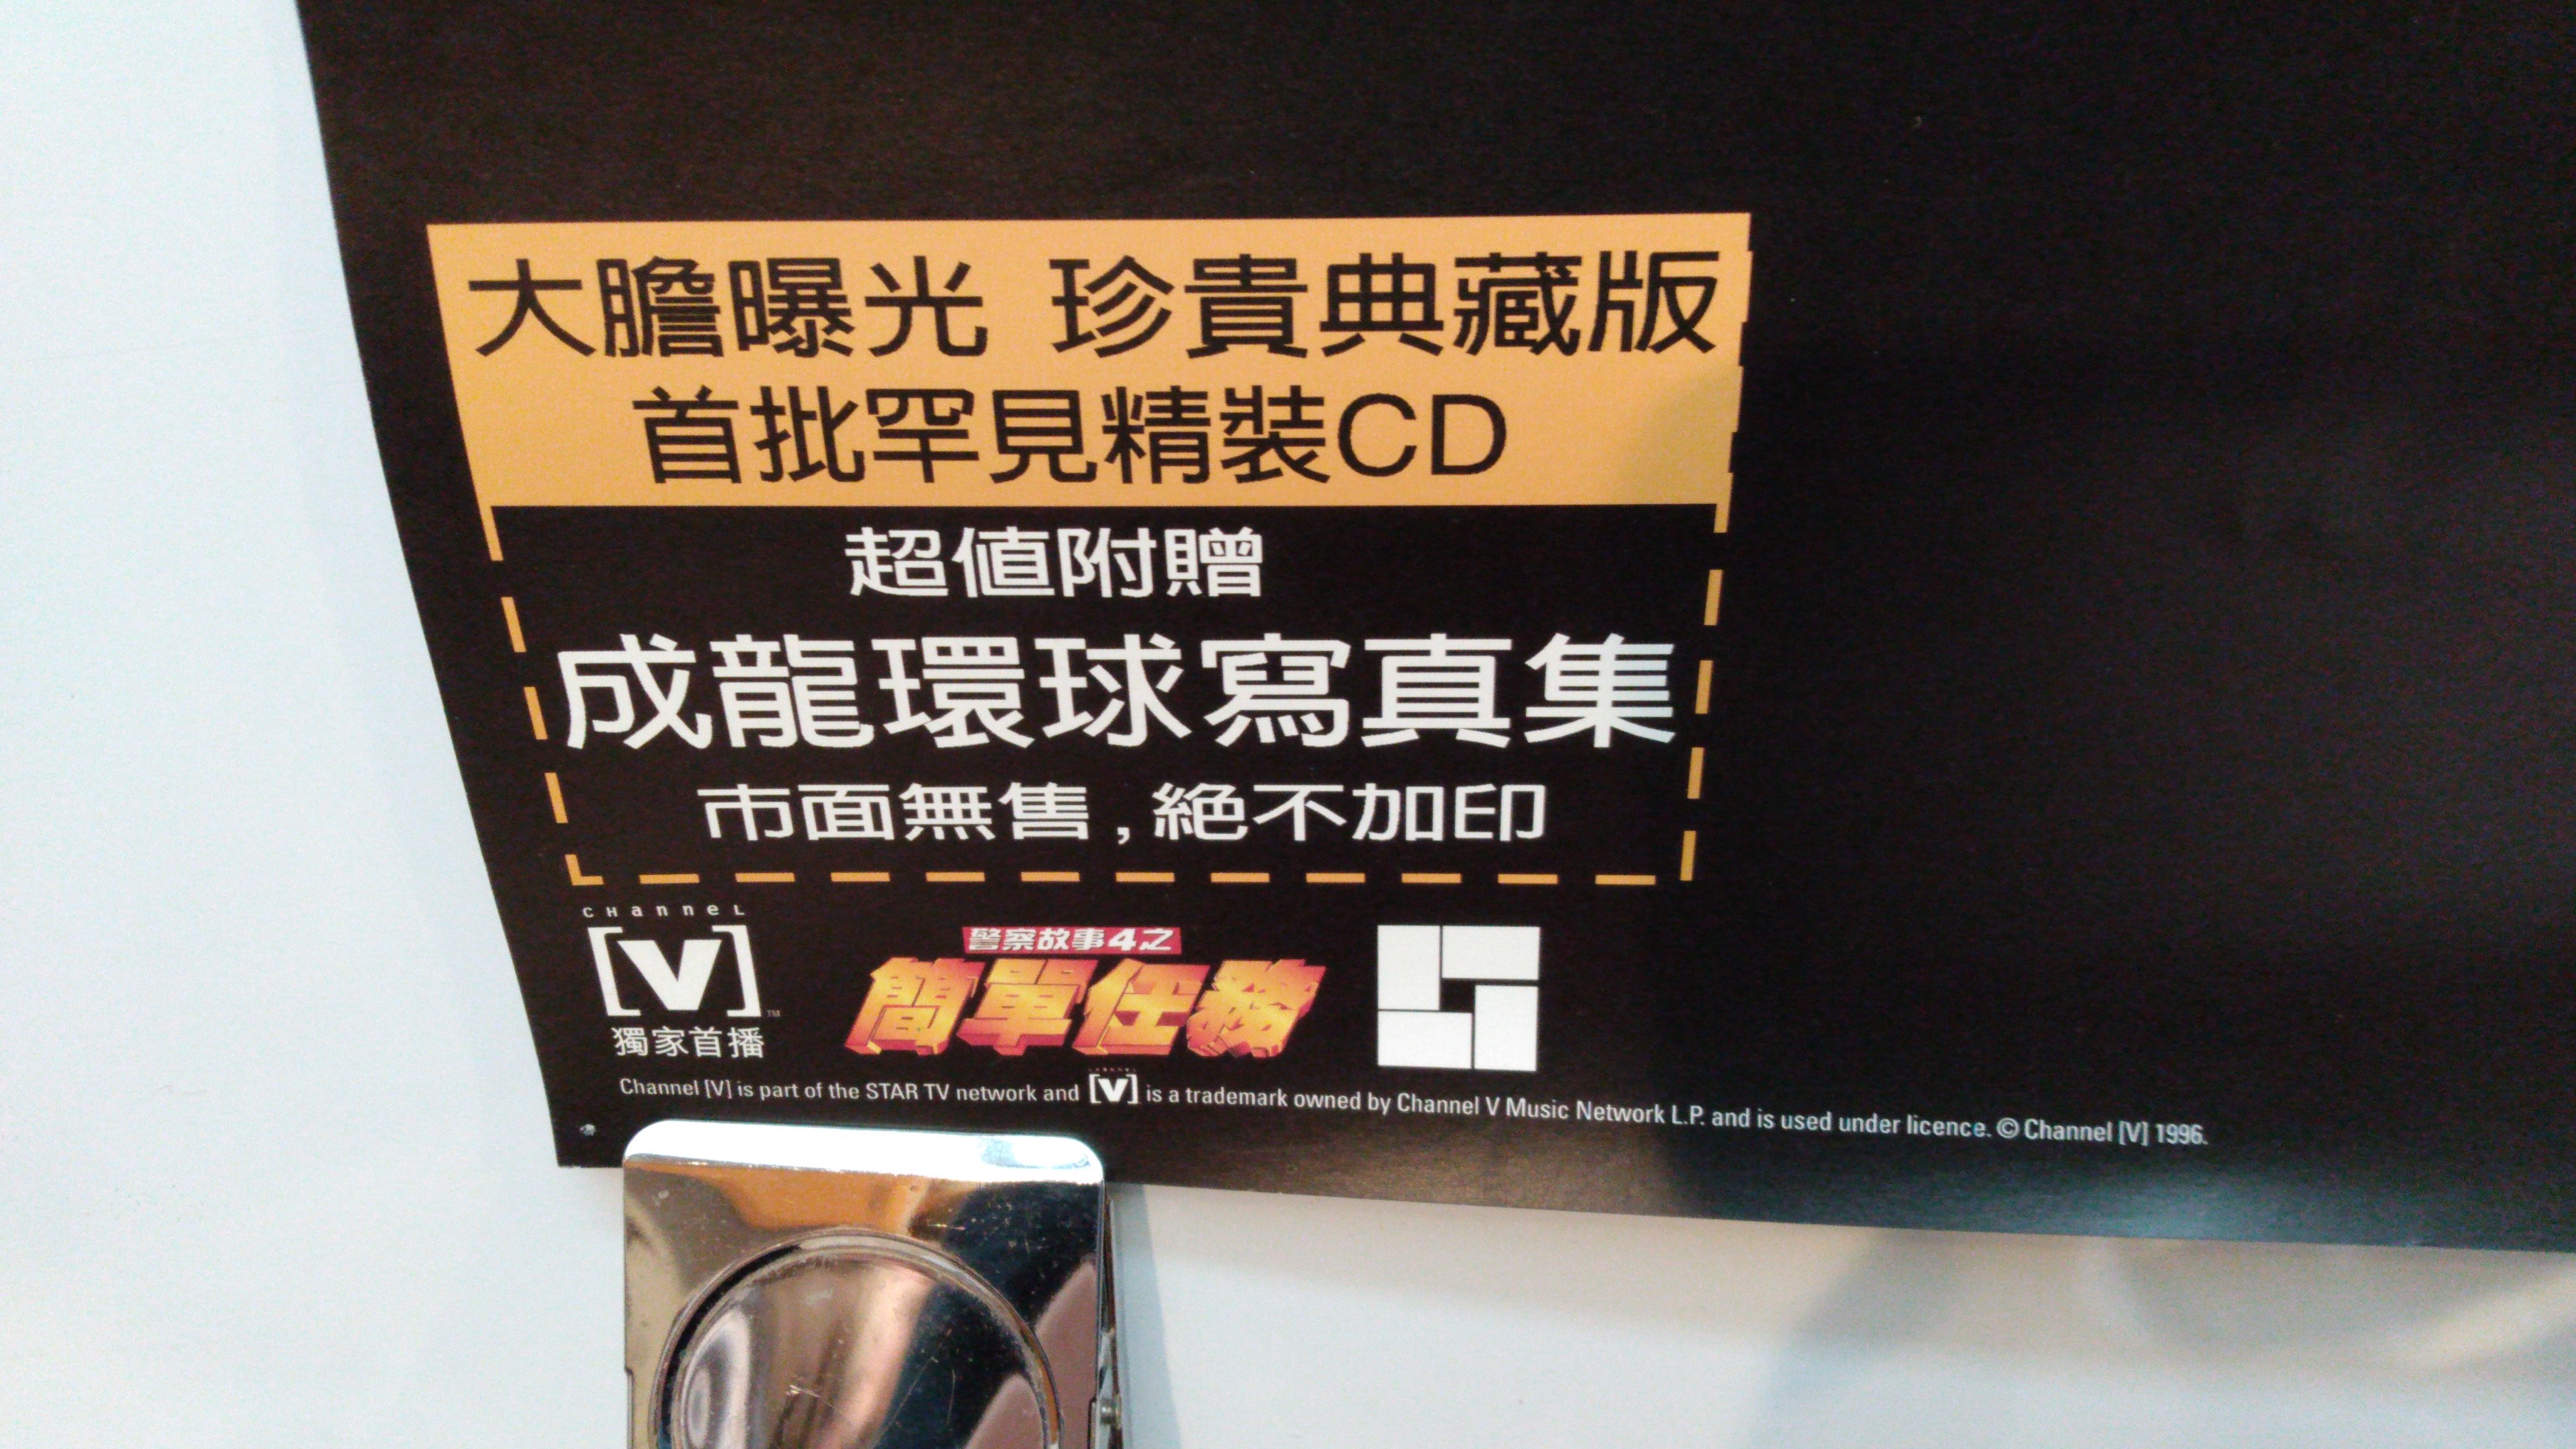 大膽曝光 珍貴典藏版
首批罕見精裝CD
超值附贈
成龍環球寫真集
市面無售,絕不加印
CHanneL
[V]™
獨家首播
警察故事4之
簡單任務
Channel [V] is part of the STAR TV network and [V] is a trademark owned by Channel V Music Network L.P. and is used under licence. © Channel [V] 1996.